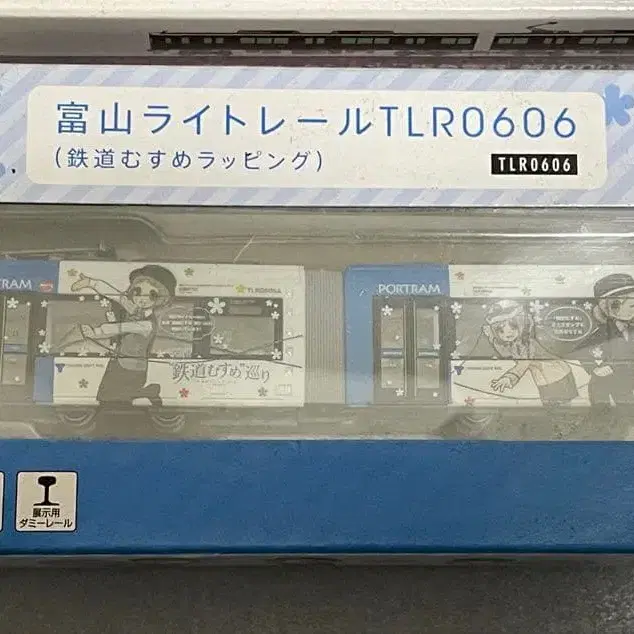 富山ライトレールTLR0606
(鉄道むすめラッピング)
TLR0606
RAM
TLR0606A
PORTRAM
鉄道むすめ巡り
展示用
ダミーレール